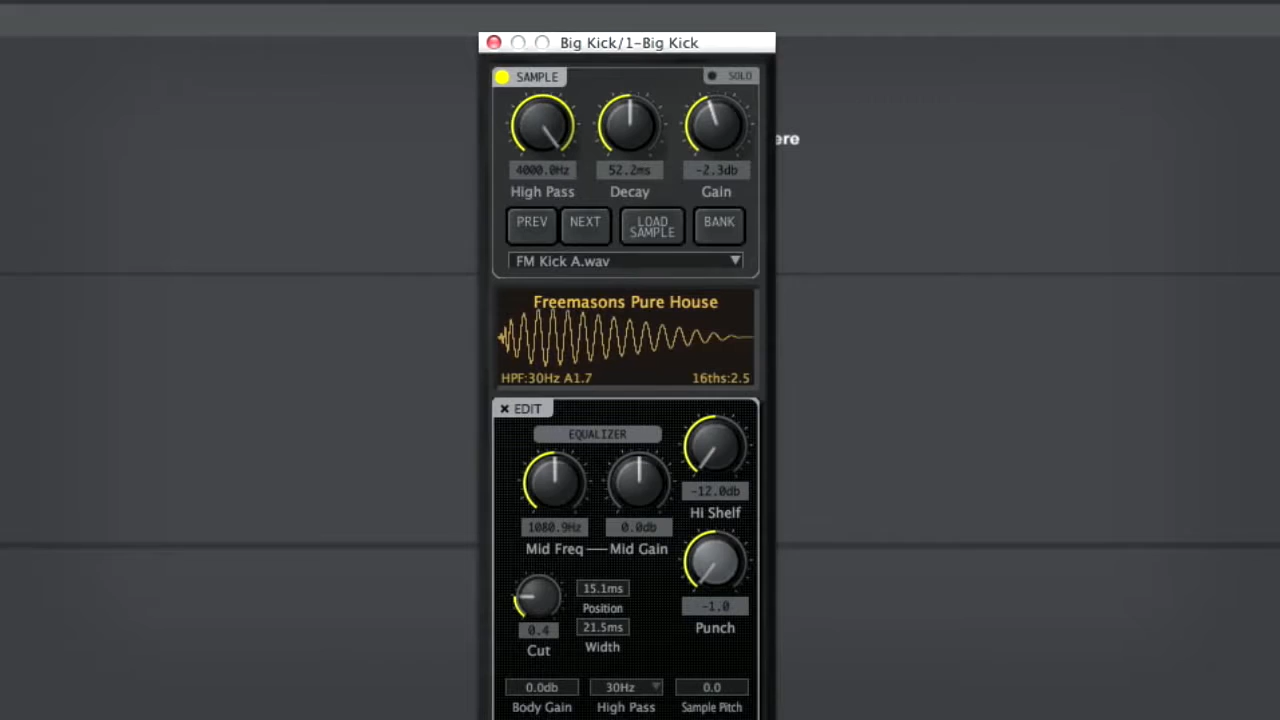 Big Kick/1-Big Kick
SAMPLE
SOLO
ere
4000.0Hz
52.2ms
-2.3db
High Pass
Decay
Gain
PREV
NEXT
LOAD
SAMPLE
BANK
FM Kick A.wav
Freemasons Pure House
HPF:30Hz A1.7
16ths:2.5
× EDIT
EQUALIZER
-12.0db
Hi Shelf
1080.9Hz
0.0db
Mid Freq
Mid Gain
15.1ms
Position
-1.0
Punch
0.4
21.5ms
Cut
Width
0.0db
30Hz
0.0
Body Gain
High Pass
Sample Pitch